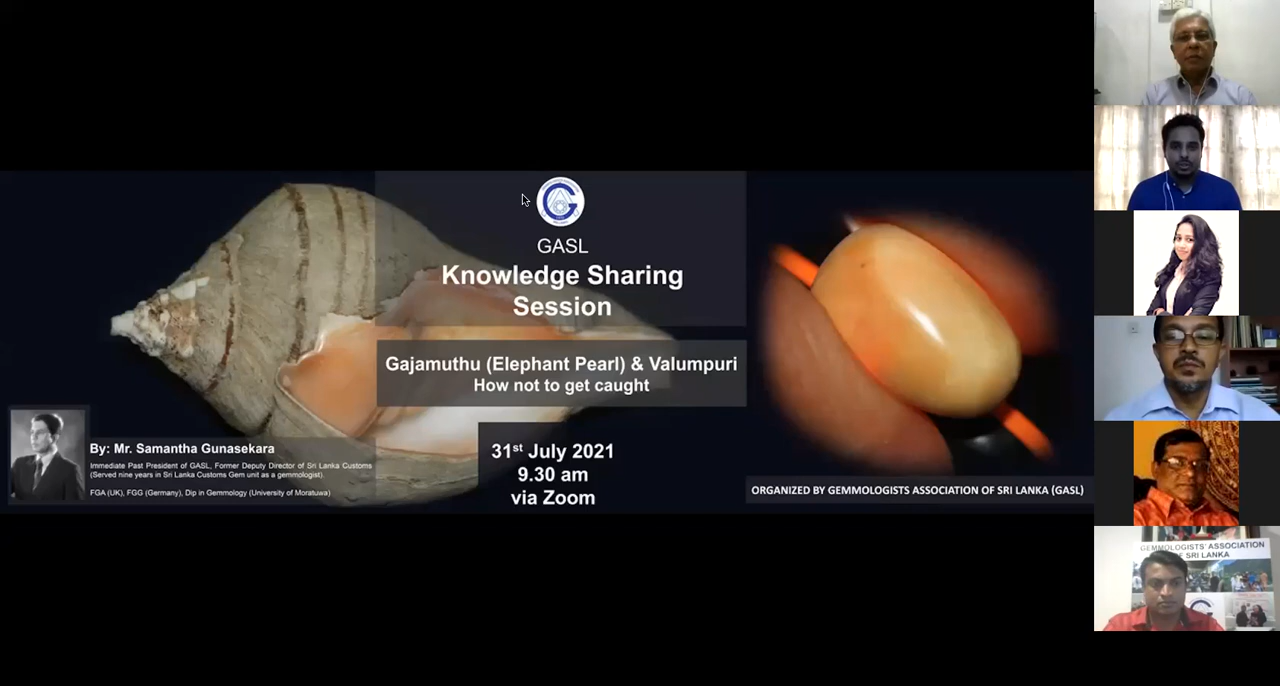 GASL
Knowledge Sharing
Session
Gajamuthu (Elephant Pearl) & Valumpuri
How not to get caught
By: Mr. Samantha Gunasekara
Immediate Past President of GASL, Former Deputy Director of Sri Lanka Customs
(Served nine years in Sri Lanka Customs Gem unit as a gemmologist)
FGA (UK), FGG (Germany), Dip in Gemmology (University of Moratuwa)
31st July 2021
9.30 am
via Zoom
ORGANIZED BY GEMMOLOGISTS ASSOCIATION OF SRI LANKA (GASL)
GEMMOLOGISTS' ASSOCIATION
SRI LANKA